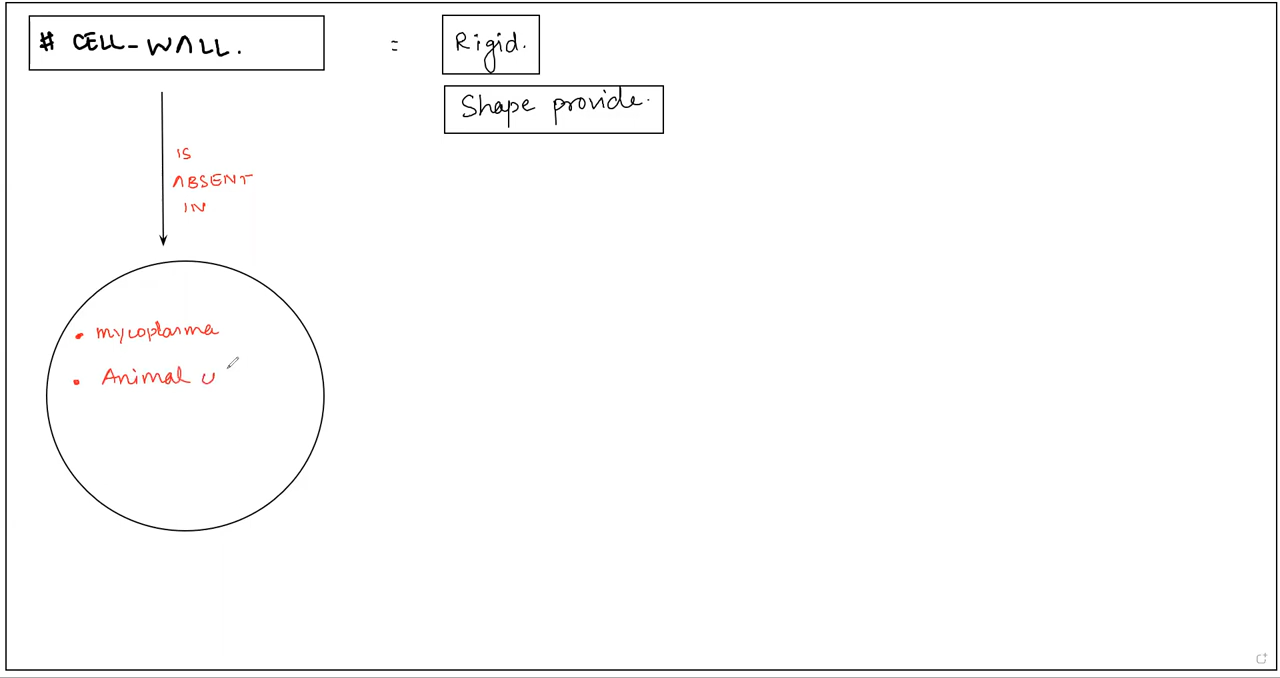 # CELL-WALL.
= Rigid.
Shape provide.
IS
ABSENT
IN
• mycoplasma
• Animal